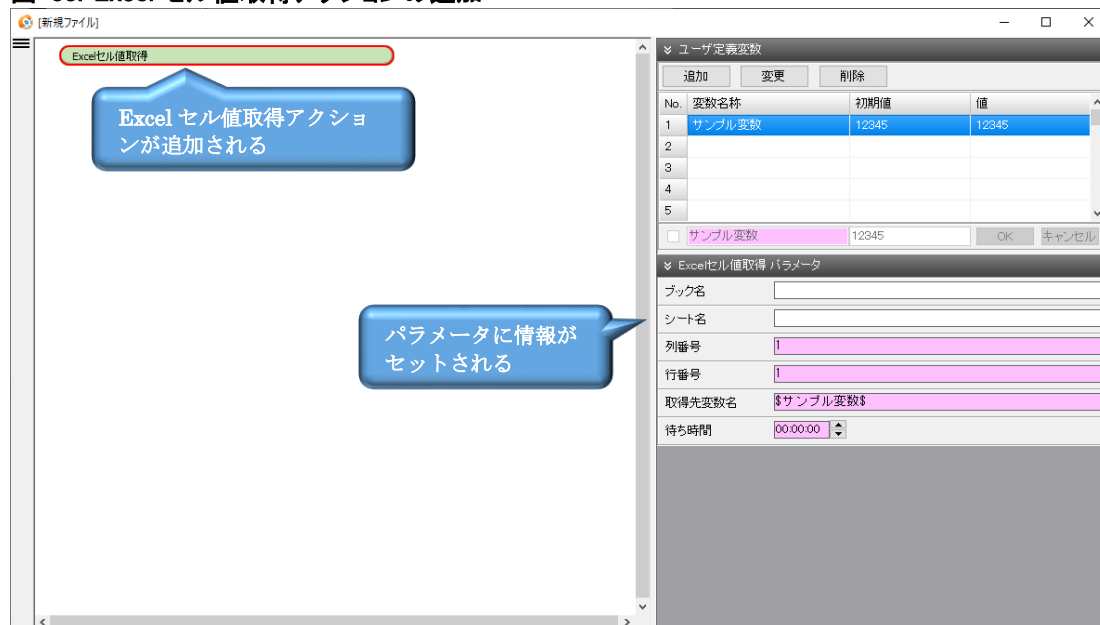 [新規ファイル]
Excelセル値取得
Excel セル値取得アクショ
ンが追加される
パラメータに情報が
セットされる
ユーザ定義変数
追加 変更 削除
No. 変数名称 初期値 値
1 サンプル変数 12345 12345
2
3
4
5
サンプル変数 12345 OK キャンセル
Excelセル値取得 パラメータ
ブック名
シート名
列番号 1
行番号 1
取得先変数名 $サンプル変数$
待ち時間 00:00:00